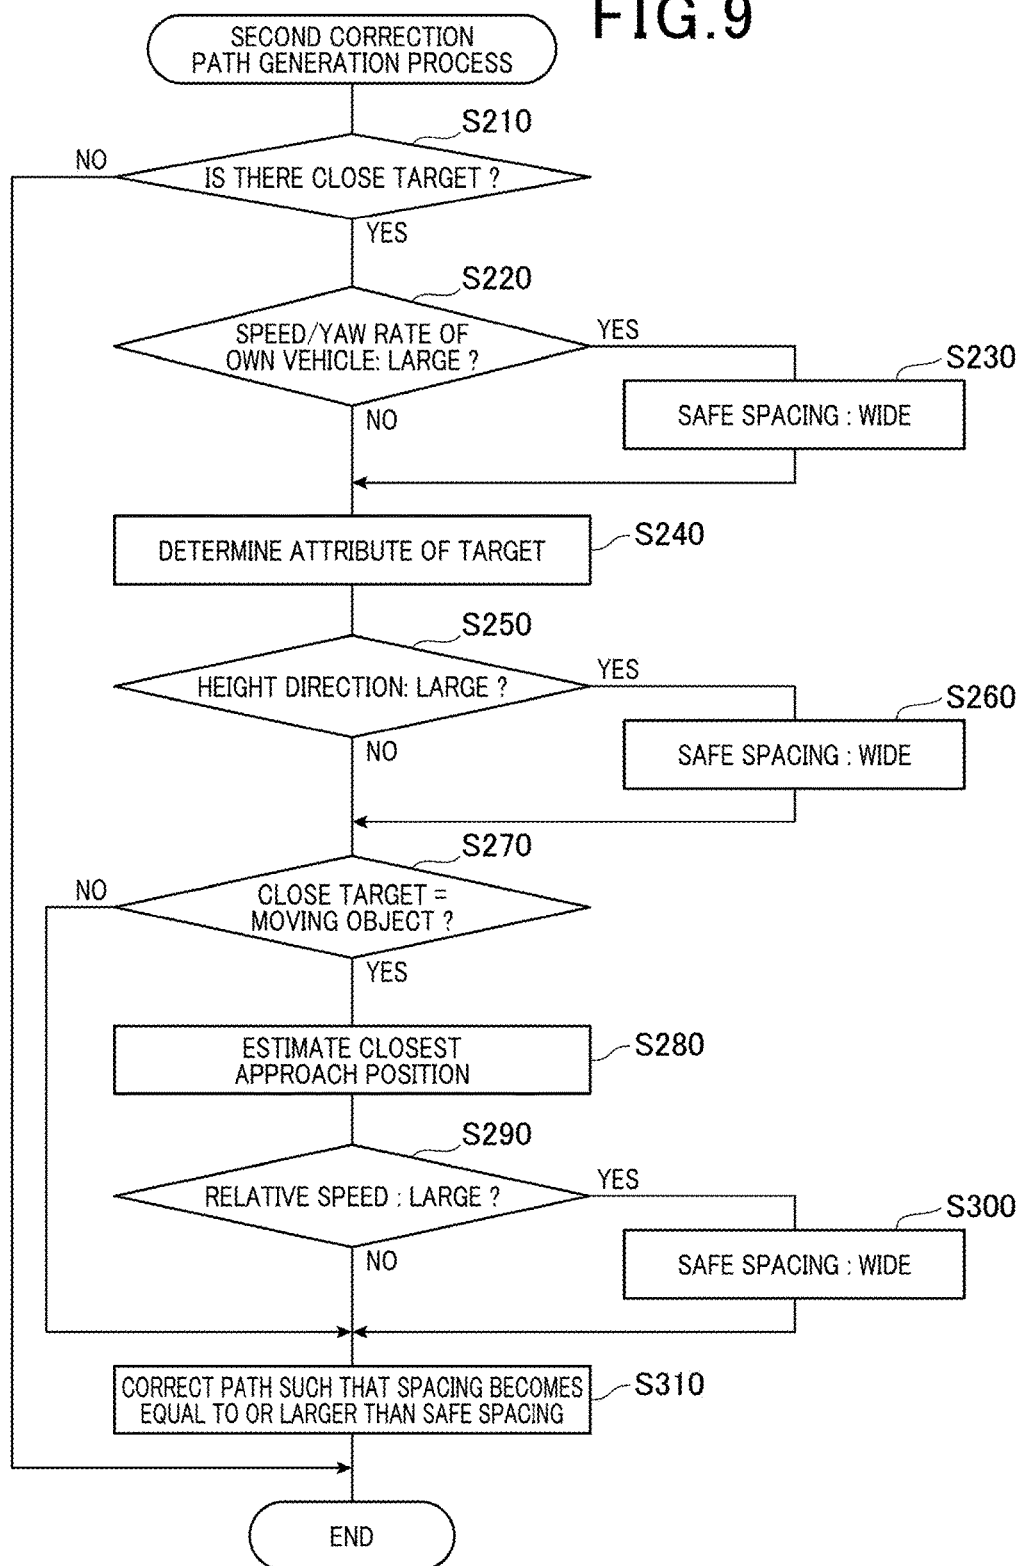 FIG.9
SECOND CORRECTION
PATH GENERATION PROCESS
S210
NO
IS THERE CLOSE TARGET ?
YES
S220
SPEED/YAW RATE OF
OWN VEHICLE: LARGE ?
YES
S230
SAFE SPACING : WIDE
NO
DETERMINE ATTRIBUTE OF TARGET
S240
S250
HEIGHT DIRECTION: LARGE ?
YES
S260
SAFE SPACING : WIDE
NO
S270
NO
CLOSE TARGET =
MOVING OBJECT ?
YES
ESTIMATE CLOSEST
APPROACH POSITION
S280
S290
RELATIVE SPEED : LARGE ?
YES
S300
SAFE SPACING : WIDE
NO
CORRECT PATH SUCH THAT SPACING BECOMES
EQUAL TO OR LARGER THAN SAFE SPACING
S310
END